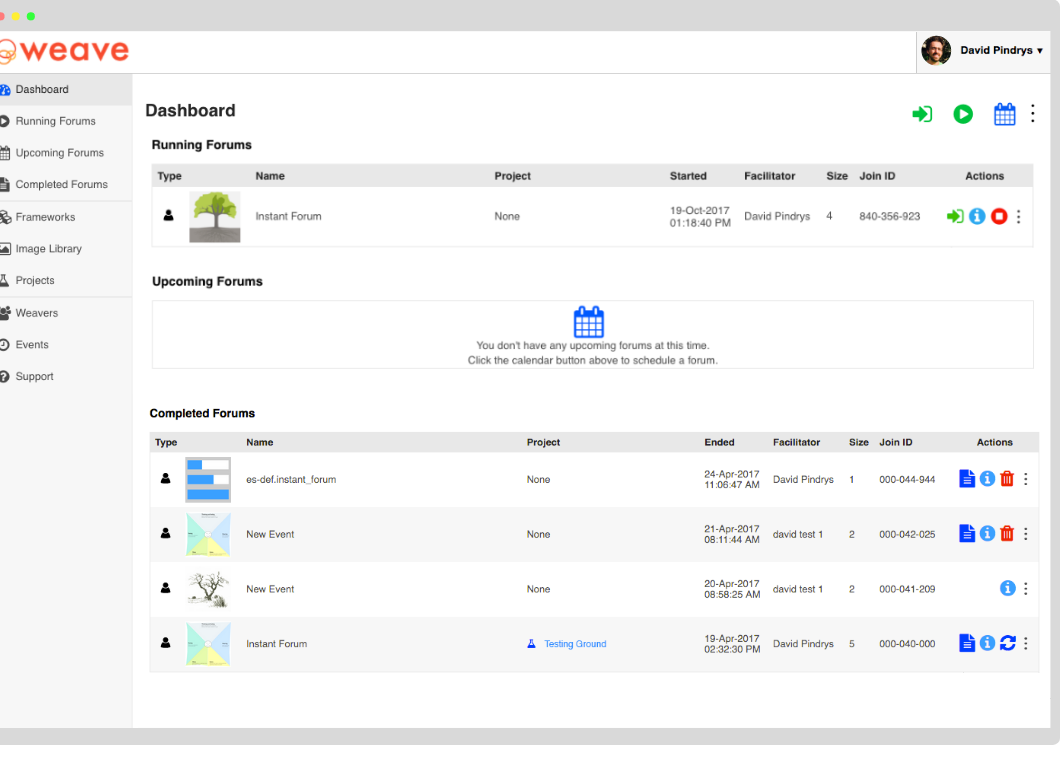 weave
David Pindrys ▾
Dashboard
Running Forums
Upcoming Forums
Completed Forums
Frameworks
Image Library
Projects
Weavers
Events
Support
Dashboard
Running Forums
Type Name Project Started Facilitator Size Join ID Actions
Instant Forum None 19-Oct-2017 01:18:40 PM David Pindrys 4 840-356-923
Upcoming Forums
You don't have any upcoming forums at this time.
Click the calendar button above to schedule a forum.
Completed Forums
Type Name Project Ended Facilitator Size Join ID Actions
es-def.instant_forum None 24-Apr-2017 11:06:47 AM David Pindrys 1 000-044-944
New Event None 21-Apr-2017 08:11:44 AM david test 1 2 000-042-025
New Event None 20-Apr-2017 08:58:25 AM david test 1 2 000-041-209
Instant Forum Testing Ground 19-Apr-2017 02:32:30 PM David Pindrys 5 000-040-000